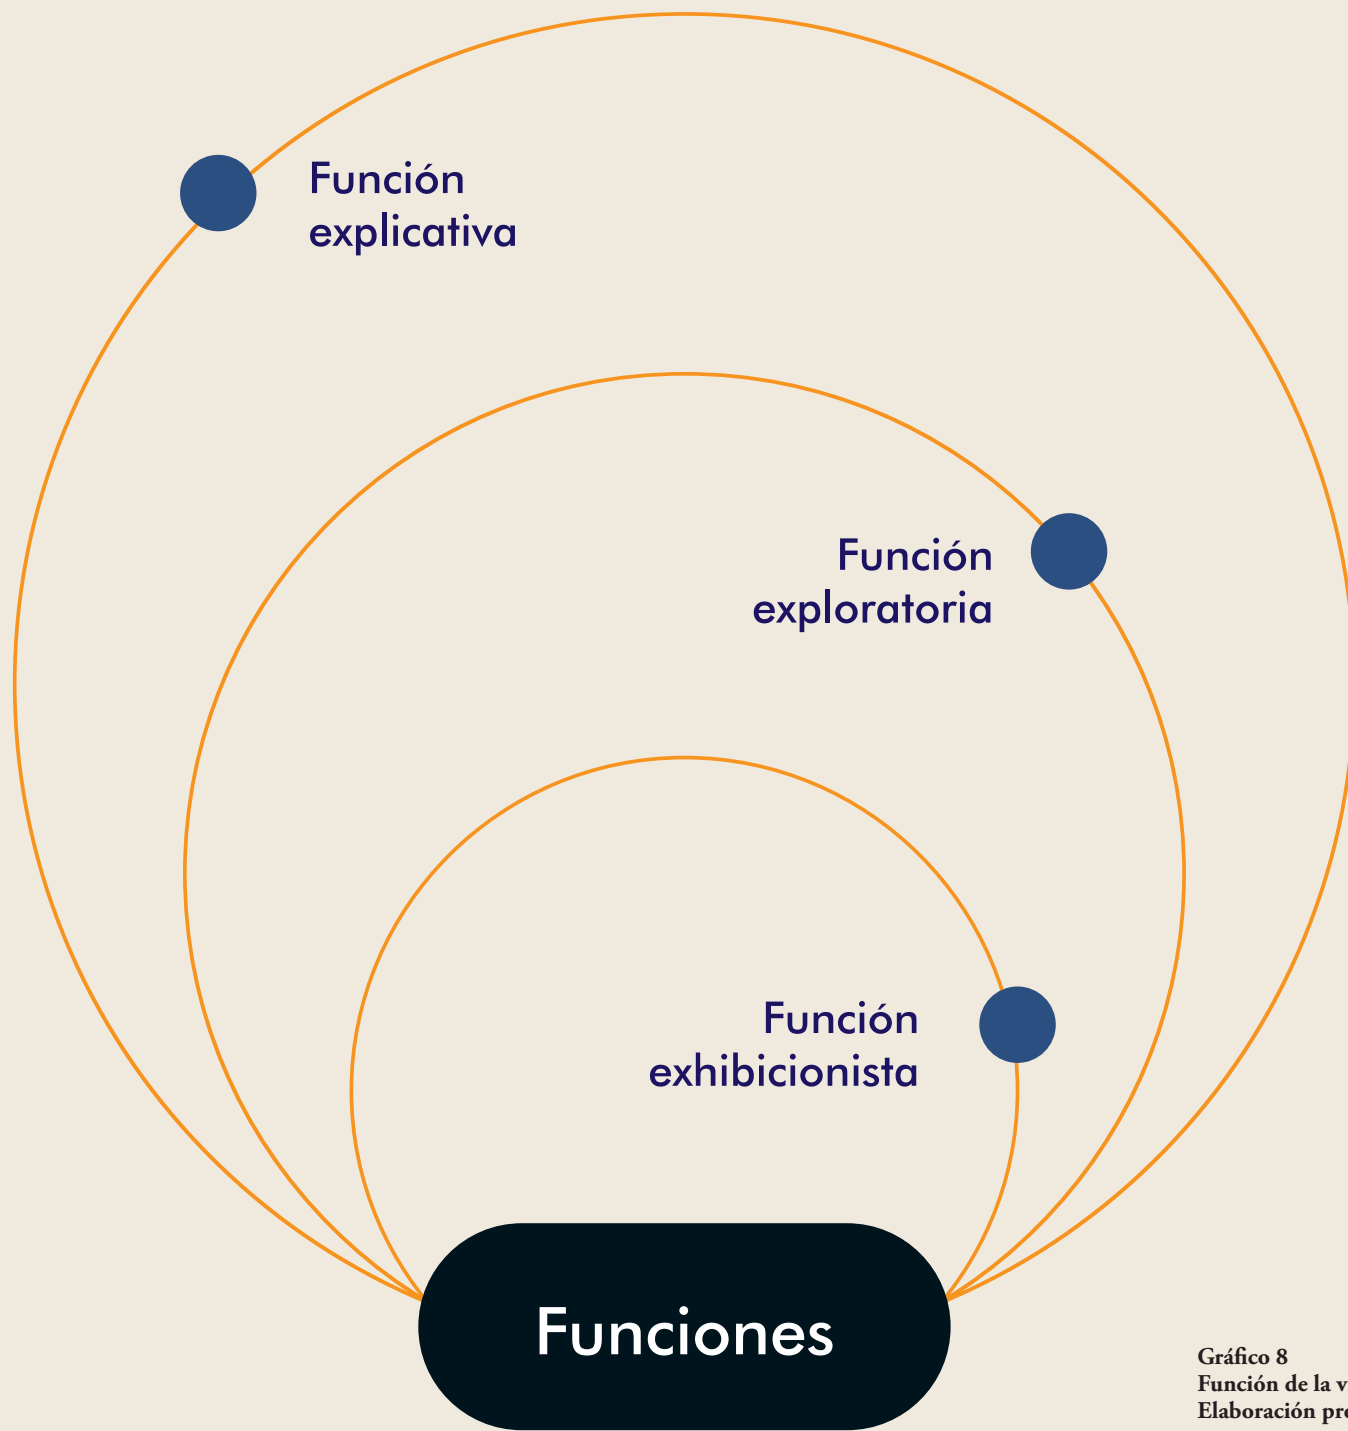 Función
explicativa
Función
exploratoria
Función
exhibicionista
Funciones
Gráfico 8
Función de la
Elaboración